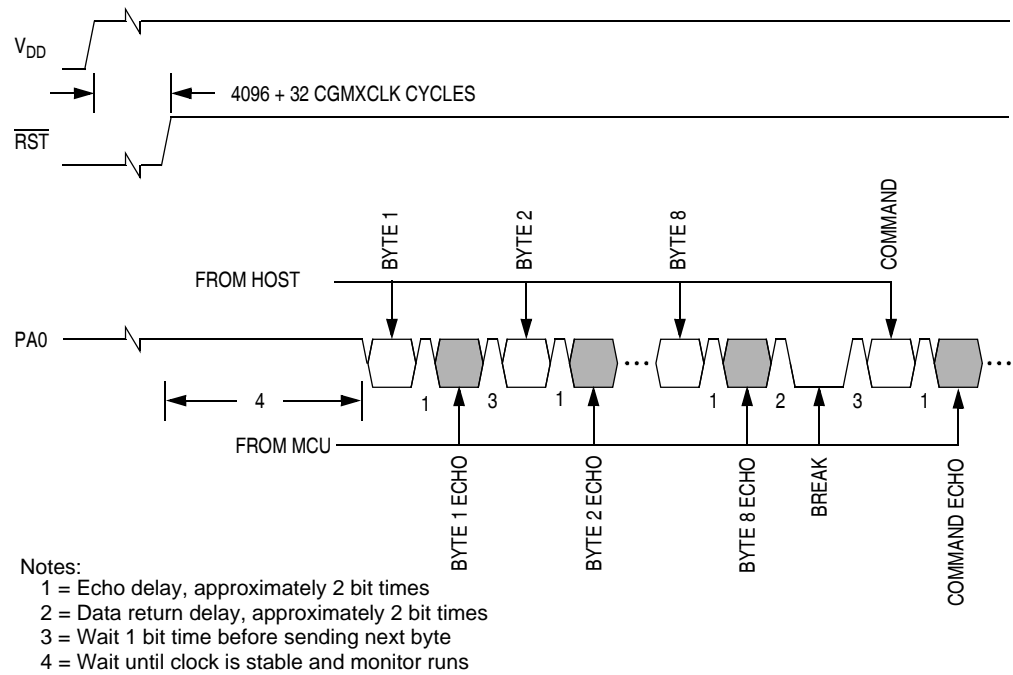 VDD
4096 + 32 CGMXCLK CYCLES
RST
BYTE 1
BYTE 2
BYTE 8
COMMAND
FROM HOST
PA0
1
3
1
1
2
3
1
4
FROM MCU
BYTE 1 ECHO
BYTE 2 ECHO
BYTE 8 ECHO
BREAK
COMMAND ECHO
Notes:
1 = Echo delay, approximately 2 bit times
2 = Data return delay, approximately 2 bit times
3 = Wait 1 bit time before sending next byte
4 = Wait until clock is stable and monitor runs